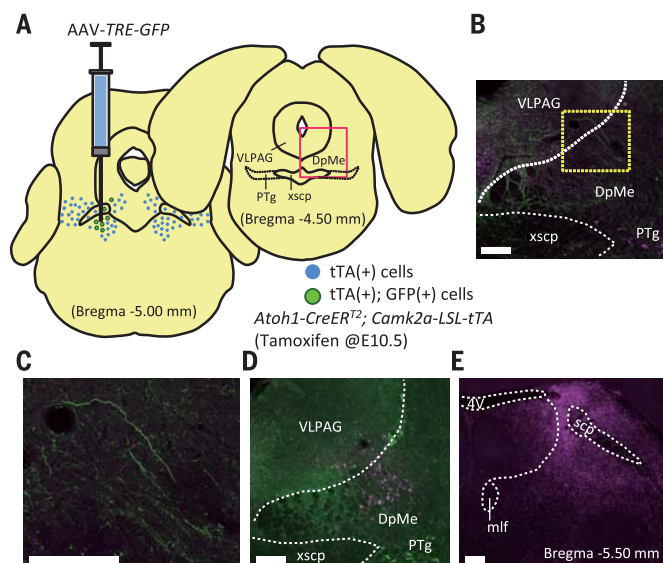 A
AAV-TRE-GFP
VLPAG
DpMe
PTg
xscp
(Bregma -4.50 mm)
(Bregma -5.00 mm)
tTA(+) cells
tTA(+); GFP(+) cells
Atoh1-CreERT2; Camk2a-LSL-tTA
(Tamoxifen @E10.5)
B
VLPAG
DpMe
xscp
PTg
C
D
VLPAG
DpMe
PTg
xscp
E
4V
scp
mlf
Bregma -5.50 mm